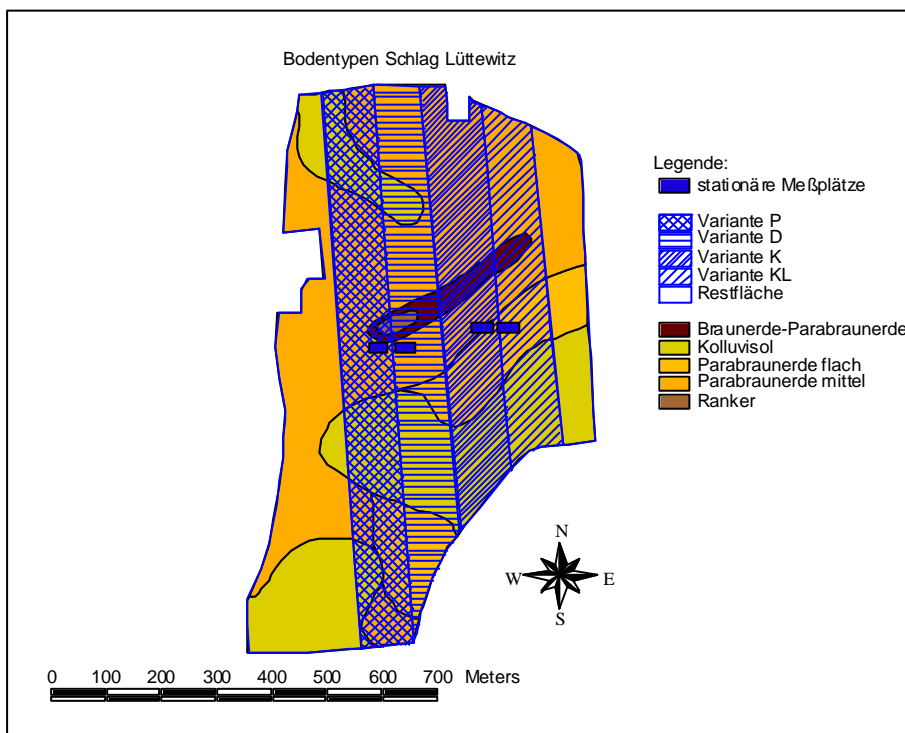 Bodentypen Schlag Lüttewitz
Legende:
stationäre Meßplätze
Variante P
Variante D
Variante K
Variante KL
Restfläche
Braunerde-Parabraunerde
Kolluvisol
Parabraunerde flach
Parabraunerde mittel
Ranker
N
W E
S
0 100 200 300 400 500 600 700 Meters